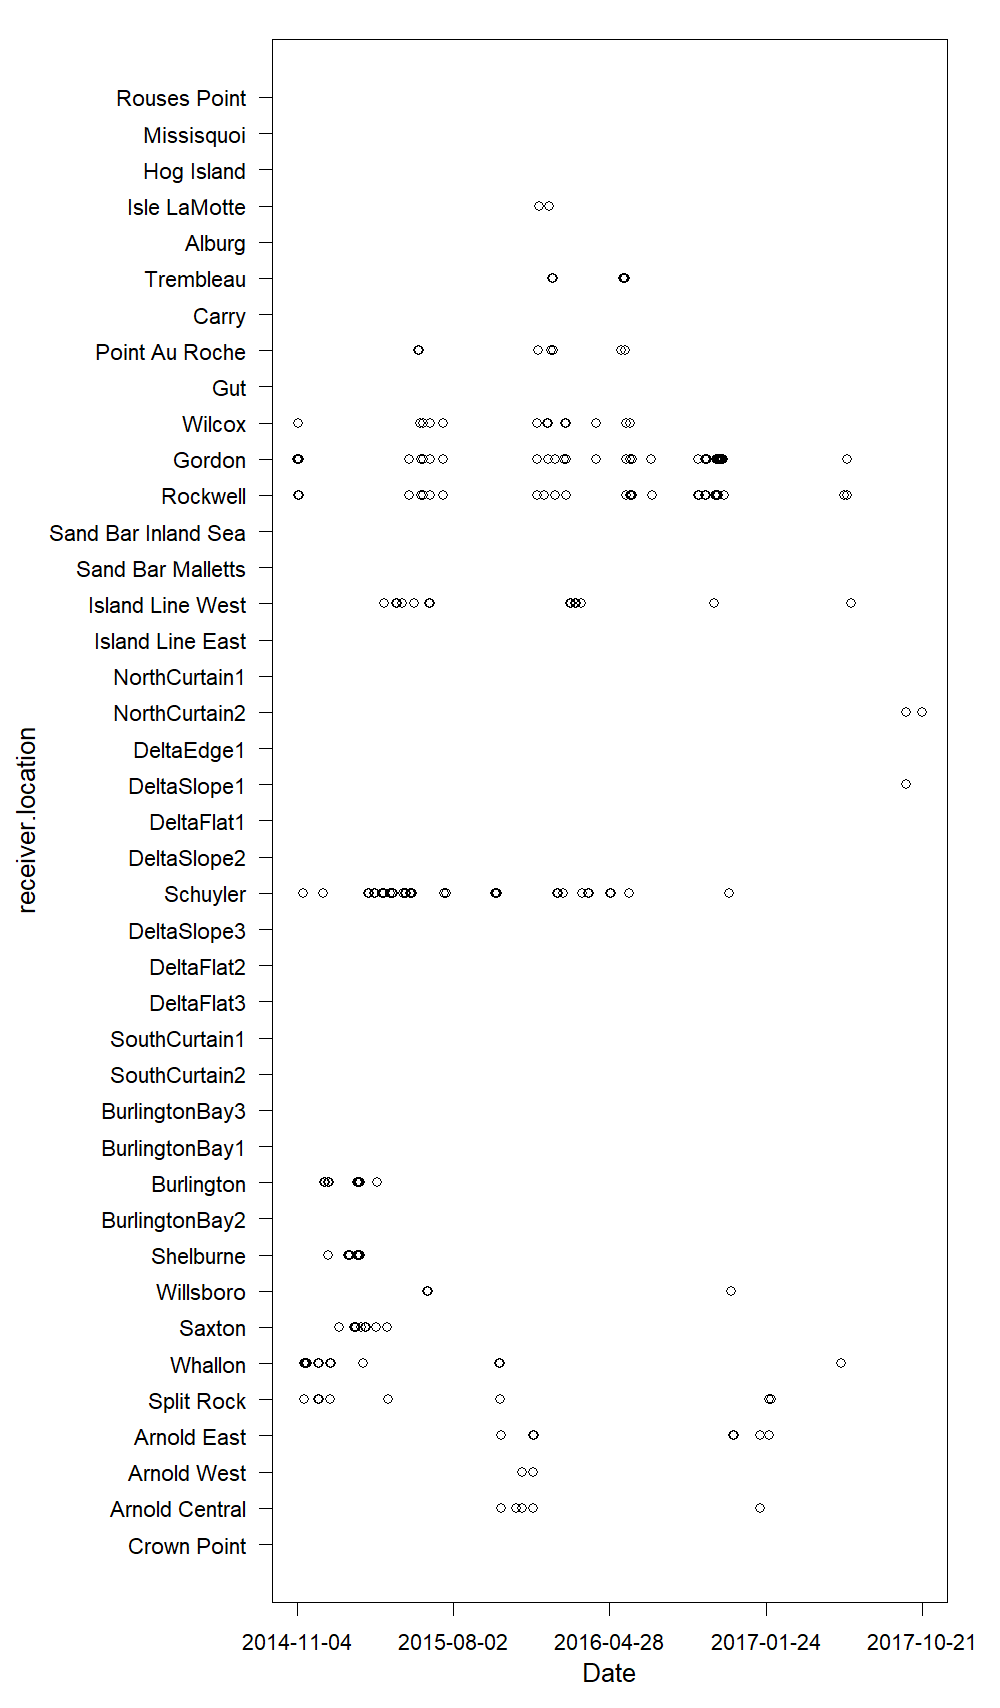 Rouses Point
Missisquoi
Hog Island
Isle LaMotte
Alburg
Trembleau
Carry
Point Au Roche
Gut
Wilcox
Gordon
Rockwell
Sand Bar Inland Sea
Sand Bar Malletts
Island Line West
Island Line East
NorthCurtain1
NorthCurtain2
DeltaEdge1
DeltaSlope1
DeltaFlat1
DeltaSlope2
Schuyler
DeltaSlope3
DeltaFlat2
DeltaFlat3
SouthCurtain1
SouthCurtain2
BurlingtonBay3
BurlingtonBay1
Burlington
BurlingtonBay2
Shelburne
Willsboro
Saxton
Whallon
Split Rock
Arnold East
Arnold West
Arnold Central
Crown Point
receiver.location
2014-11-04 2015-08-02 2016-04-28 2017-01-24 2017-10-21
Date